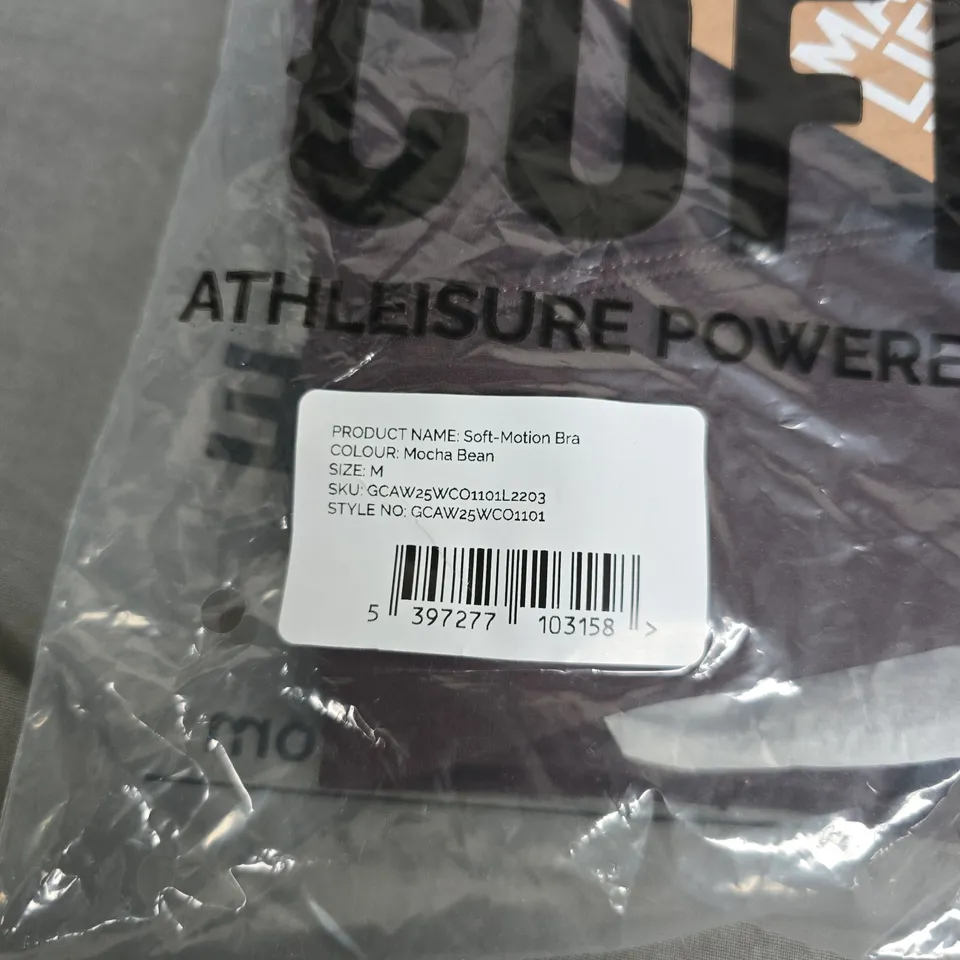 ATHLEISURE POWERE
PRODUCT NAME: Soft-Motion Bra
COLOUR: Mocha Bean
SIZE: M
SKU: GCAW25WCO1101L2203
STYLE NO: GCAW25WCO1101
5 397277 103158 >